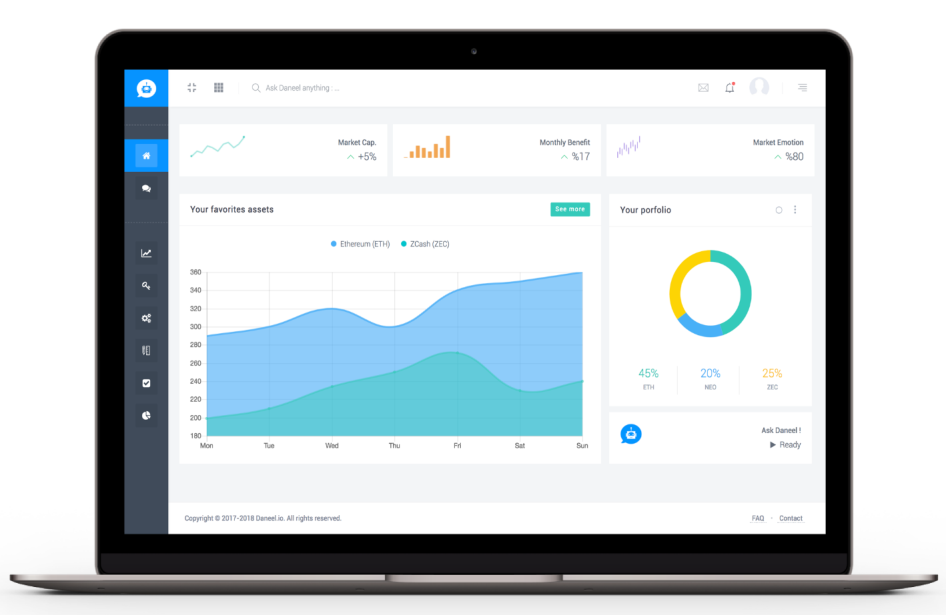 Ask Daneel anything : ...
Market Cap.
+5%
Monthly Benefit
%17
Market Emotion
%80
Your favorites assets
See more
Ethereum (ETH)
ZCash (ZEC)
360
340
320
300
280
260
240
220
200
180
Mon Tue Wed Thu Fri Sat Sun
Your porfolio
45% 20% 25%
ETH NEO ZEC
Ask Daneel !
Ready
Copyright © 2017-2018 Daneel.io. All rights reserved.
FAQ - Contact